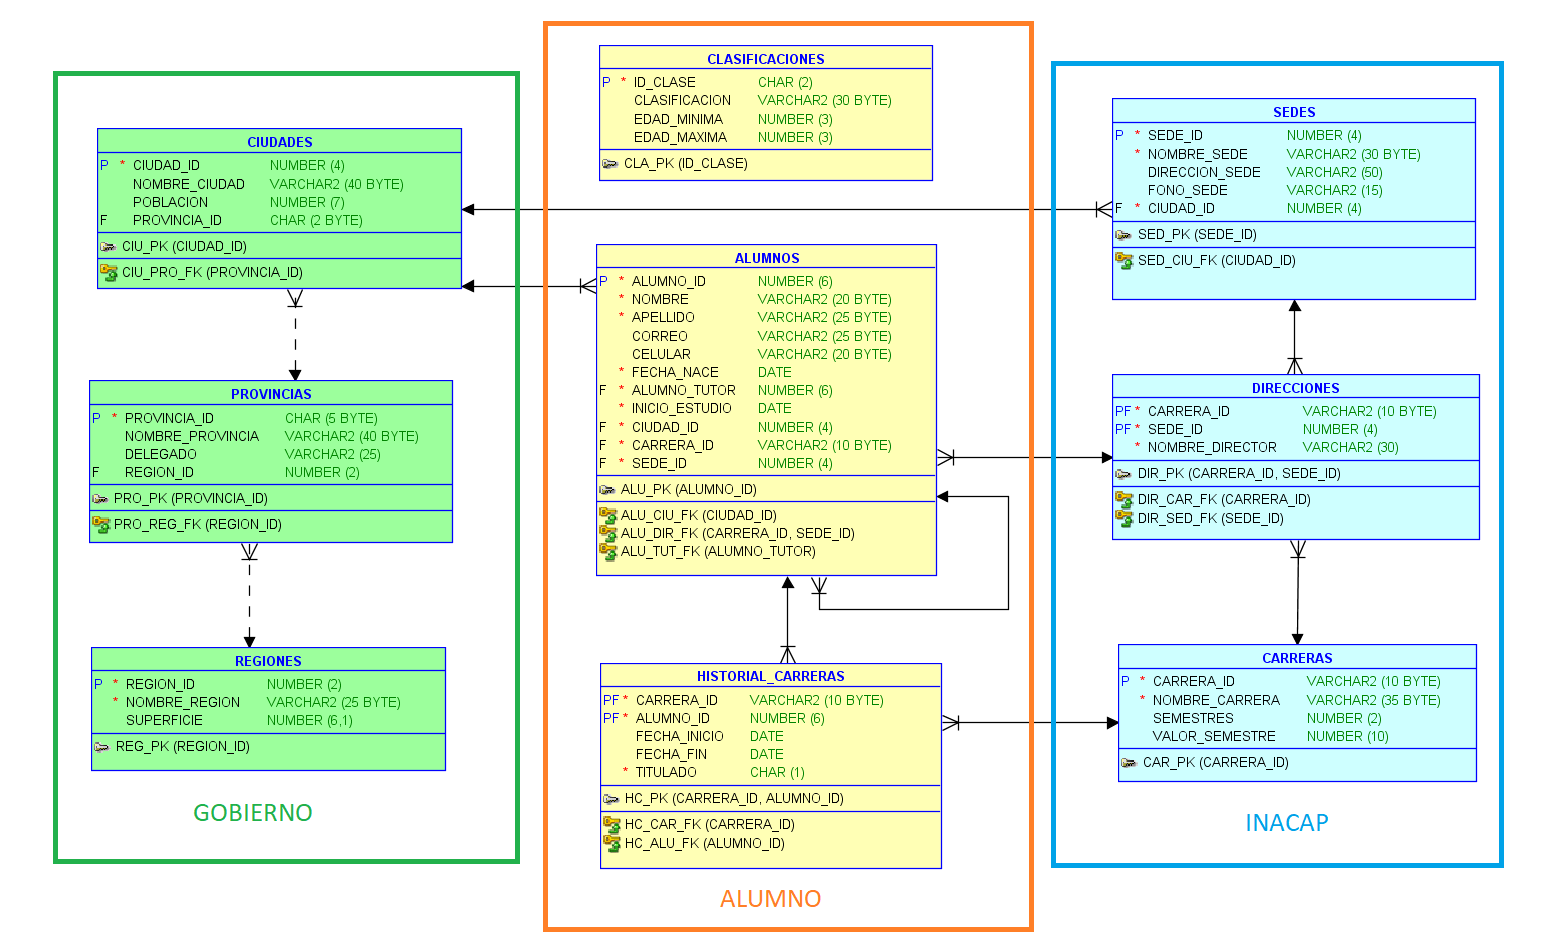 CIUDADES
P * CIUDAD_ID NUMBER (4)
NOMBRE_CIUDAD VARCHAR2 (40 BYTE)
POBLACION NUMBER (7)
F PROVINCIA_ID CHAR (2 BYTE)
CIU_PK (CIUDAD_ID)
CIU_PRO_FK (PROVINCIA_ID)
PROVINCIAS
P * PROVINCIA_ID CHAR (5 BYTE)
NOMBRE_PROVINCIA VARCHAR2 (40 BYTE)
DELEGADO VARCHAR2 (25)
F REGION_ID NUMBER (2)
PRO_PK (PROVINCIA_ID)
PRO_REG_FK (REGION_ID)
REGIONES
P * REGION_ID NUMBER (2)
* NOMBRE_REGION VARCHAR2 (25 BYTE)
SUPERFICIE NUMBER (6,1)
REG_PK (REGION_ID)
GOBIERNO
CLASIFICACIONES
P * ID_CLASE CHAR (2)
CLASIFICACION VARCHAR2 (30 BYTE)
EDAD_MINIMA NUMBER (3)
EDAD_MAXIMA NUMBER (3)
CLA_PK (ID_CLASE)
ALUMNOS
P * ALUMNO_ID NUMBER (6)
* NOMBRE VARCHAR2 (20 BYTE)
* APELLIDO VARCHAR2 (25 BYTE)
CORREO VARCHAR2 (25 BYTE)
CELULAR VARCHAR2 (20 BYTE)
* FECHA_NACE DATE
F * ALUMNO_TUTOR NUMBER (6)
* INICIO_ESTUDIO DATE
F * CIUDAD_ID NUMBER (4)
F * CARRERA_ID VARCHAR2 (10 BYTE)
F * SEDE_ID NUMBER (4)
ALU_PK (ALUMNO_ID)
ALU_CIU_FK (CIUDAD_ID)
ALU_DIR_FK (CARRERA_ID, SEDE_ID)
ALU_TUT_FK (ALUMNO_TUTOR)
HISTORIAL_CARRERAS
PF * CARRERA_ID VARCHAR2 (10 BYTE)
PF * ALUMNO_ID NUMBER (6)
FECHA_INICIO DATE
FECHA_FIN DATE
* TITULADO CHAR (1)
HC_PK (CARRERA_ID, ALUMNO_ID)
HC_CAR_FK (CARRERA_ID)
HC_ALU_FK (ALUMNO_ID)
ALUMNO
SEDES
P * SEDE_ID NUMBER (4)
* NOMBRE_SEDE VARCHAR2 (30 BYTE)
DIRECCION_SEDE VARCHAR2 (50)
FONO_SEDE VARCHAR2 (15)
F * CIUDAD_ID NUMBER (4)
SED_PK (SEDE_ID)
SED_CIU_FK (CIUDAD_ID)
DIRECCIONES
PF * CARRERA_ID VARCHAR2 (10 BYTE)
PF * SEDE_ID NUMBER (4)
* NOMBRE_DIRECTOR VARCHAR2 (30)
DIR_PK (CARRERA_ID, SEDE_ID)
DIR_CAR_FK (CARRERA_ID)
DIR_SED_FK (SEDE_ID)
CARRERAS
P * CARRERA_ID VARCHAR2 (10 BYTE)
* NOMBRE_CARRERA VARCHAR2 (35 BYTE)
SEMESTRES NUMBER (2)
VALOR_SEMESTRE NUMBER (10)
CAR_PK (CARRERA_ID)
INACAP